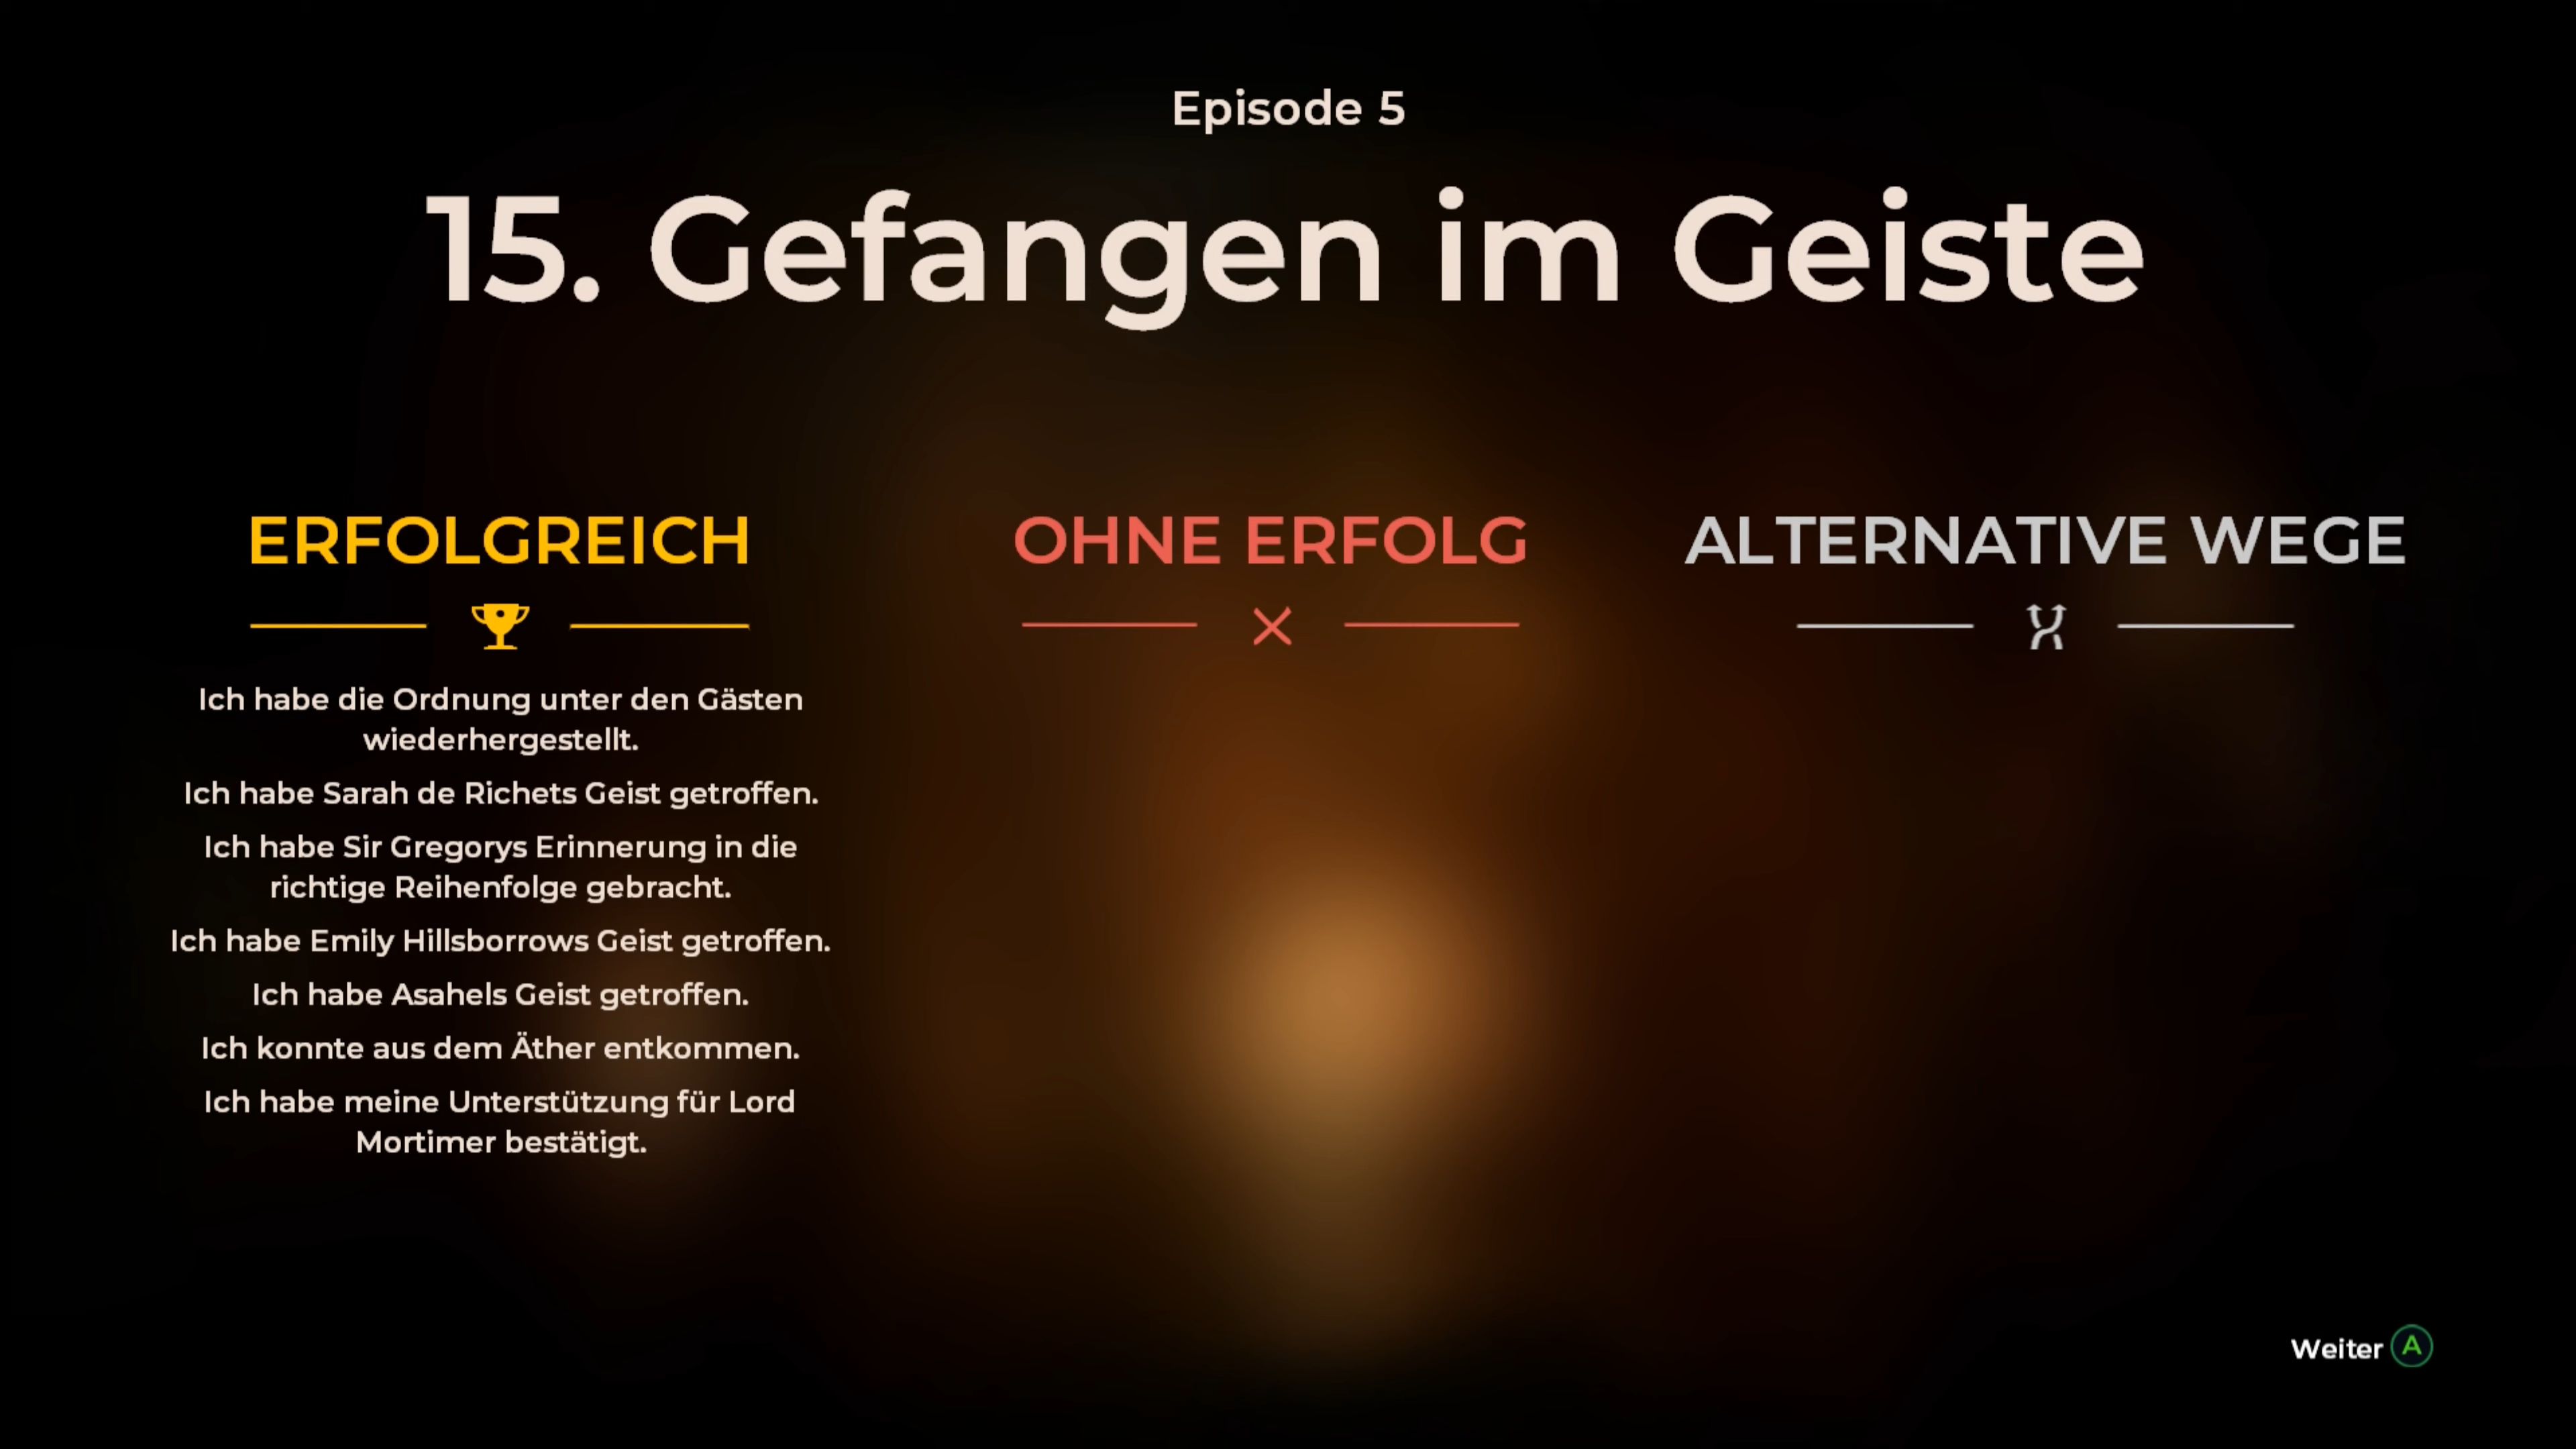 Episode 5
15. Gefangen im Geiste
ERFOLGREICH
Ich habe die Ordnung unter den Gästen
wiederhergestellt.
Ich habe Sarah de Richets Geist getroffen.
Ich habe Sir Gregorys Erinnerung in die
richtige Reihenfolge gebracht.
Ich habe Emily Hillsborrows Geist getroffen.
Ich habe Asahels Geist getroffen.
Ich konnte aus dem Äther entkommen.
Ich habe meine Unterstützung für Lord
Mortimer bestätigt.
OHNE ERFOLG
ALTERNATIVE WEGE
Weiter A